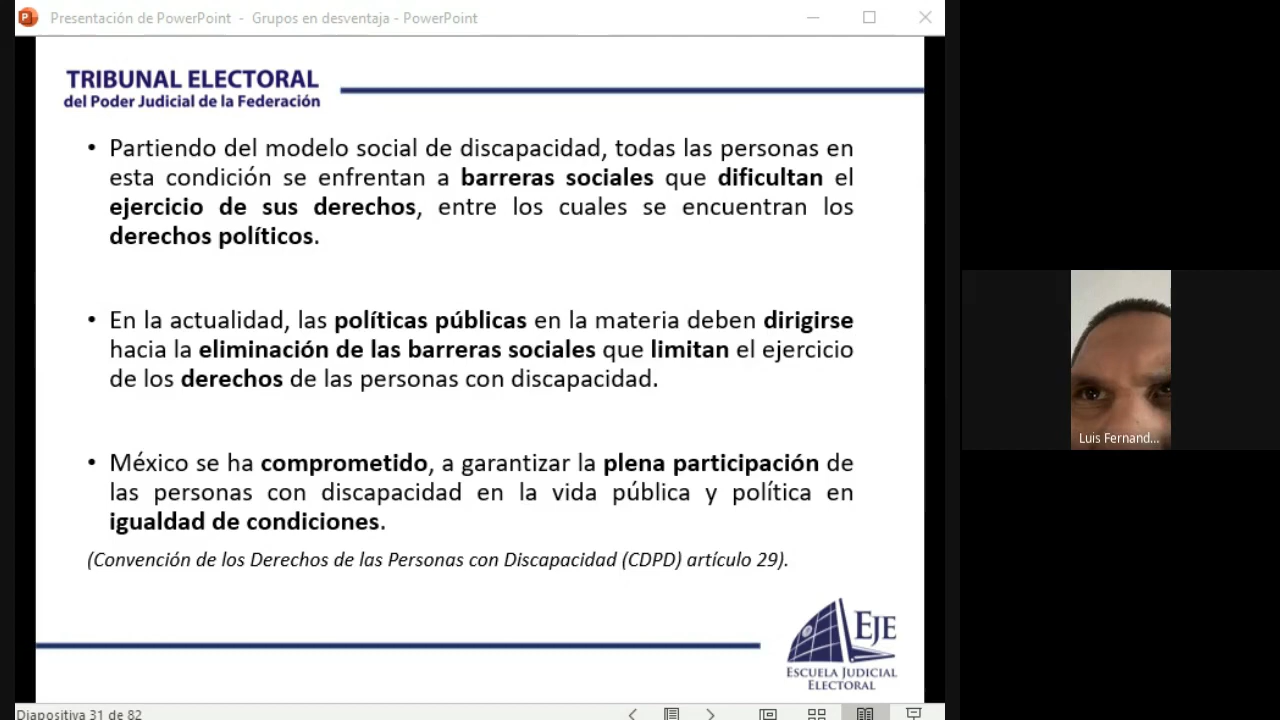 Presentación de PowerPoint - Grupos en desventaja - PowerPoint
TRIBUNAL ELECTORAL
del Poder Judicial de la Federación
• Partiendo del modelo social de discapacidad, todas las personas en
esta condición se enfrentan a barreras sociales que dificultan el
ejercicio de sus derechos, entre los cuales se encuentran los
derechos políticos.
• En la actualidad, las políticas públicas en la materia deben dirigirse
hacia la eliminación de las barreras sociales que limitan el ejercicio
de los derechos de las personas con discapacidad.
• México se ha comprometido, a garantizar la plena participación de
las personas con discapacidad en la vida pública y política en
igualdad de condiciones.
(Convención de los Derechos de las Personas con Discapacidad (CDPD) artículo 29).
EJE
ESCUELA JUDICIAL
ELECTORAL
Diapositiva 31 de 82
Luis Fernand...